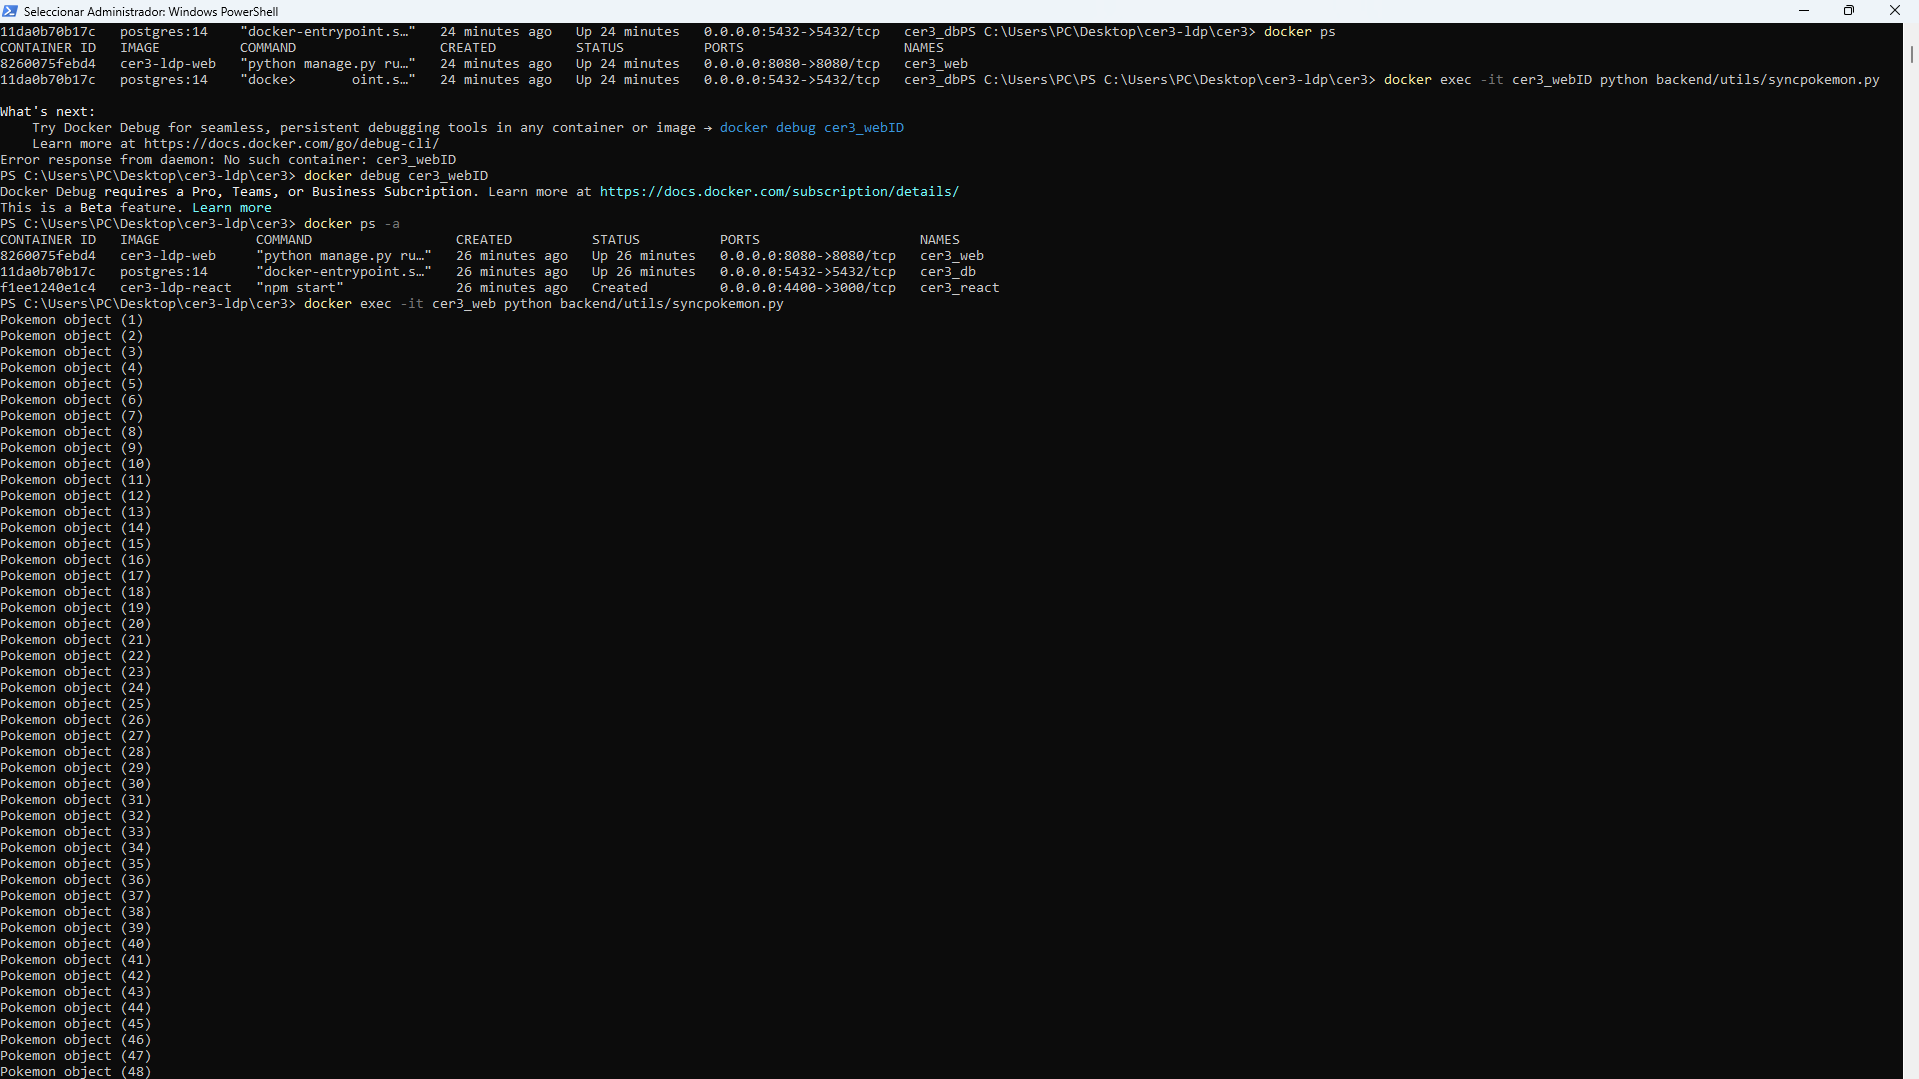 Seleccionar Administrador: Windows PowerShell
11da0b70b17c   postgres:14    "docker-entrypoint.s…"   24 minutes ago   Up 24 minutes   0.0.0.0:5432->5432/tcp   cer3_dbPS C:\Users\PC\Desktop\cer3-ldp\cer3> docker ps
CONTAINER ID   IMAGE          COMMAND                  CREATED          STATUS          PORTS                    NAMES
8260075febd4   cer3-ldp-web   "python manage.py ru…"   24 minutes ago   Up 24 minutes   0.0.0.0:8080->8080/tcp   cer3_web
11da0b70b17c   postgres:14    "docke>       oint.s…"   24 minutes ago   Up 24 minutes   0.0.0.0:5432->5432/tcp   cer3_dbPS C:\Users\PC\PS C:\Users\PC\Desktop\cer3-ldp\cer3> docker exec -it cer3_webID python backend/utils/syncpokemon.py
What's next:
    Try Docker Debug for seamless, persistent debugging tools in any container or image → docker debug cer3_webID
    Learn more at https://docs.docker.com/go/debug-cli/
Error response from daemon: No such container: cer3_webID
PS C:\Users\PC\Desktop\cer3-ldp\cer3> docker debug cer3_webID
Docker Debug requires a Pro, Teams, or Business Subcription. Learn more at https://docs.docker.com/subscription/details/
This is a Beta feature. Learn more
PS C:\Users\PC\Desktop\cer3-ldp\cer3> docker ps -a
CONTAINER ID   IMAGE            COMMAND                  CREATED          STATUS          PORTS                    NAMES
8260075febd4   cer3-ldp-web     "python manage.py ru…"   26 minutes ago   Up 26 minutes   0.0.0.0:8080->8080/tcp   cer3_web
11da0b70b17c   postgres:14      "docker-entrypoint.s…"   26 minutes ago   Up 26 minutes   0.0.0.0:5432->5432/tcp   cer3_db
f1ee1240e1c4   cer3-ldp-react   "npm start"              26 minutes ago   Created         0.0.0.0:4400->3000/tcp   cer3_react
PS C:\Users\PC\Desktop\cer3-ldp\cer3> docker exec -it cer3_web python backend/utils/syncpokemon.py
Pokemon object (1)
Pokemon object (2)
Pokemon object (3)
Pokemon object (4)
Pokemon object (5)
Pokemon object (6)
Pokemon object (7)
Pokemon object (8)
Pokemon object (9)
Pokemon object (10)
Pokemon object (11)
Pokemon object (12)
Pokemon object (13)
Pokemon object (14)
Pokemon object (15)
Pokemon object (16)
Pokemon object (17)
Pokemon object (18)
Pokemon object (19)
Pokemon object (20)
Pokemon object (21)
Pokemon object (22)
Pokemon object (23)
Pokemon object (24)
Pokemon object (25)
Pokemon object (26)
Pokemon object (27)
Pokemon object (28)
Pokemon object (29)
Pokemon object (30)
Pokemon object (31)
Pokemon object (32)
Pokemon object (33)
Pokemon object (34)
Pokemon object (35)
Pokemon object (36)
Pokemon object (37)
Pokemon object (38)
Pokemon object (39)
Pokemon object (40)
Pokemon object (41)
Pokemon object (42)
Pokemon object (43)
Pokemon object (44)
Pokemon object (45)
Pokemon object (46)
Pokemon object (47)
Pokemon object (48)